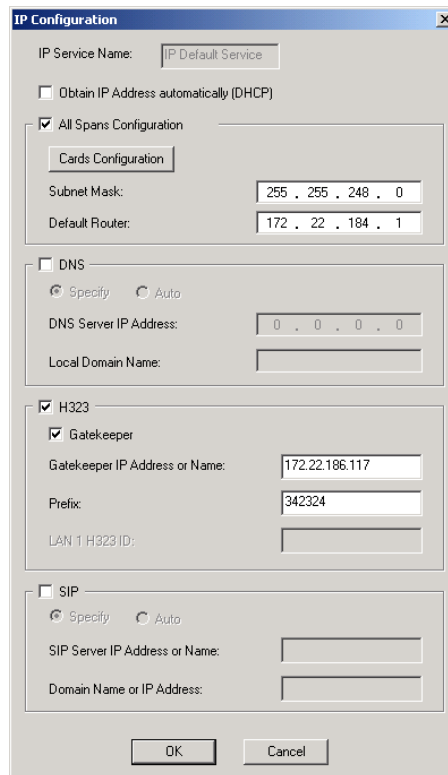 IP Configuration
IP Service Name: IP Default Service
Obtain IP Address automatically (DHCP)
All Spans Configuration
Cards Configuration
Subnet Mask: 255 . 255 . 248 . 0
Default Router: 172 . 22 . 184 . 1
DNS
Specify Auto
DNS Server IP Address: 0 . 0 . 0 . 0
Local Domain Name:
H323
Gatekeeper
Gatekeeper IP Address or Name: 172.22.186.117
Prefix: 342324
LAN 1 H323 ID:
SIP
Specify Auto
SIP Server IP Address or Name:
Domain Name or IP Address:
OK Cancel